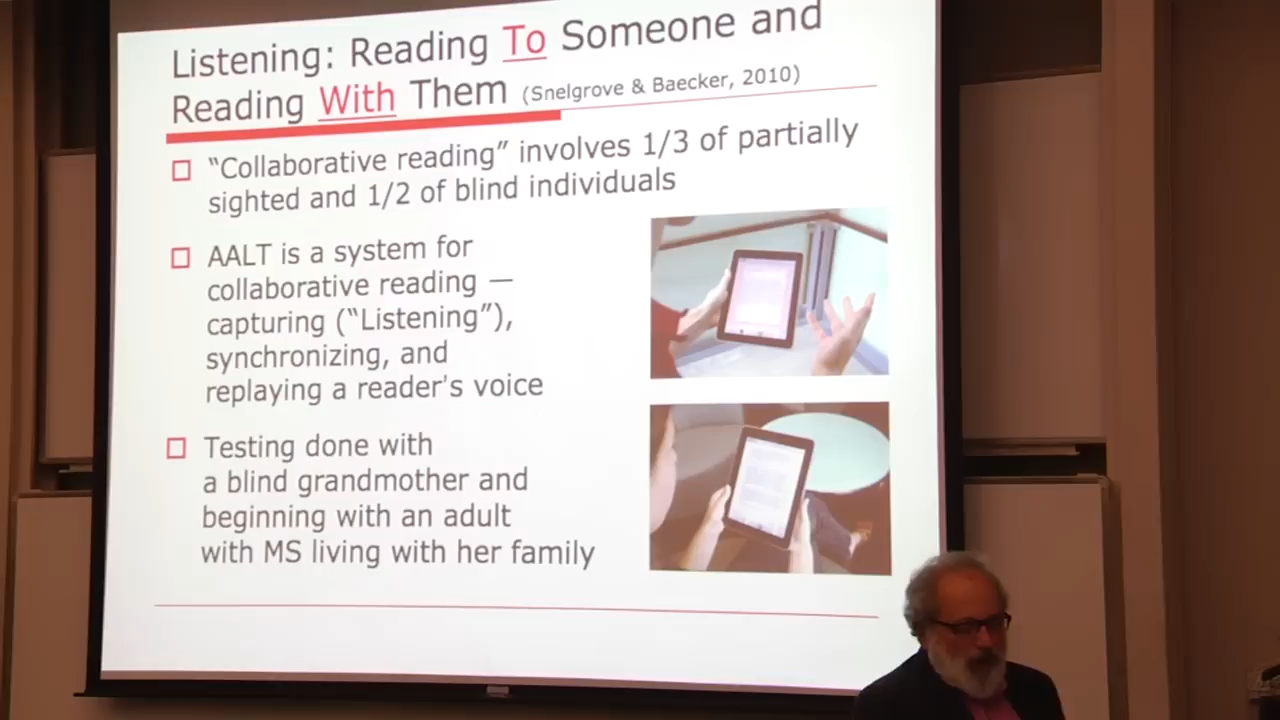 Listening: Reading To Someone and
Reading With Them (Snelgrove & Baecker, 2010)
“Collaborative reading” involves 1/3 of partially
sighted and 1/2 of blind individuals
AALT is a system for
collaborative reading —
capturing (“Listening”),
synchronizing, and
replaying a reader's voice
Testing done with
a blind grandmother and
beginning with an adult
with MS living with her family